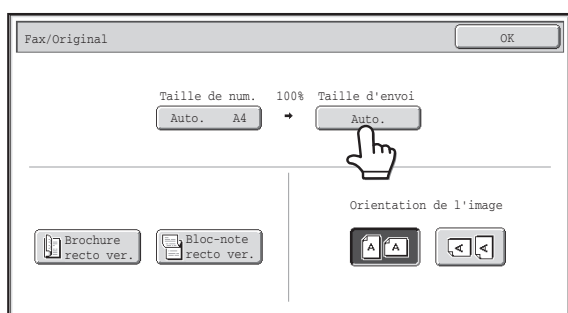 Fax/Original
OK
Taille de num. 100% Taille d'envoi
Auto. A4 Auto.
Orientation de l'image
Brochure
recto ver.
Bloc-note
recto ver.
A A A A